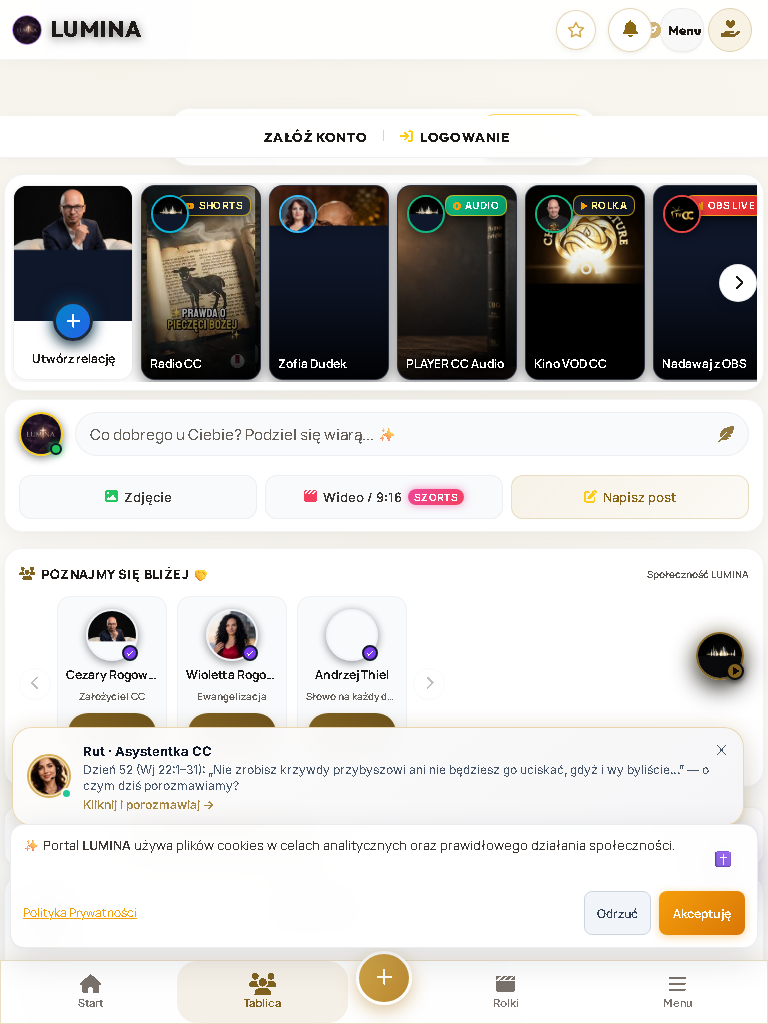 LUMINA
Menu
ZAŁÓŻ KONTO
LOGOWANIE
SHORTS
AUDIO
ROLKA
OBS LIVE
PRAWDA O
PIECZĘCI BOŻEJ
Utwórz relację
Radio CC
Zofia Dudek
PLAYER CC Audio
Kino VOD CC
Nadawaj z OBS
Co dobrego u Ciebie? Podziel się wiarą... ✨
Zdjęcie
Wideo / 9:16 SZORTS
Napisz post
POZNAJMY SIĘ BLIŻEJ
Społeczność LUMINA
Cezary Rogow...
Wioletta Rogo...
Andrzej Thiel
Założyciel CC
Ewangelizacja
Słowo na każdy d...
Rut · Asystentka CC
Dzień 52 (Wj 22:1–31): „Nie zrobisz krzywdy przybyszowi ani nie będziesz go uciskać, gdyż i wy byliście...” — o
czym dziś porozmawiamy?
Kliknij i porozmawiaj →
✨ Portal LUMINA używa plików cookies w celach analitycznych oraz prawidłowego działania społeczności.
Polityka Prywatności
Odrzuć
Akceptuję
Start
Tablica
Rolki
Menu